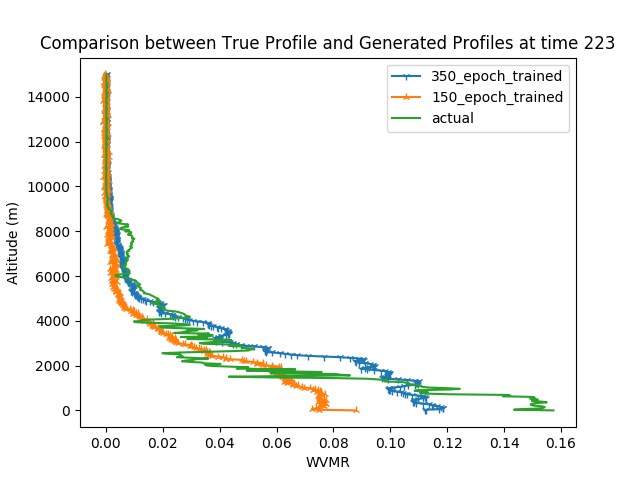 Comparison between True Profile and Generated Profiles at time 223
350_epoch_trained
150_epoch_trained
actual
14000
12000
10000
8000
6000
4000
2000
0
Altitude (m)
0.00 0.02 0.04 0.06 0.08 0.10 0.12 0.14 0.16
WVMR